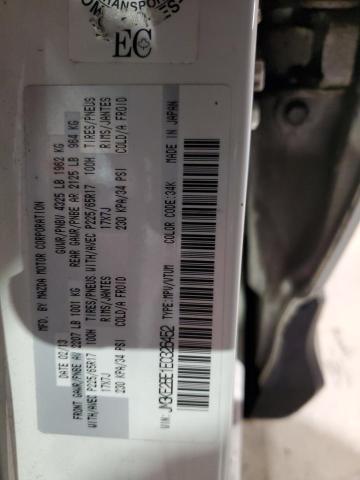 TRANSPORT
EC
MFD. BY MAZDA MOTOR CORPORATION
DATE 02/13 GVWR/PNBV 4325 LB 1962 KG
FRONT GAWR/PNBE AV 2207 LB 1001 KG REAR GAWR/PNBE AR 2125 LB 964 KG
WITH/AVEC P225/65R17 100H TIRES/PNEUS WITH/AVEC P225/65R17 100H TIRES/PNEUS
17X7J RIMS/JANTES 17X7J RIMS/JANTES
230 KPA/34 PSI COLD/A FROID 230 KPA/34 PSI COLD/A FROID
TYPE:MPV/VTUM COLOR CODE:34K MADE IN JAPAN
VIN: JM3KE2BE1E0328452